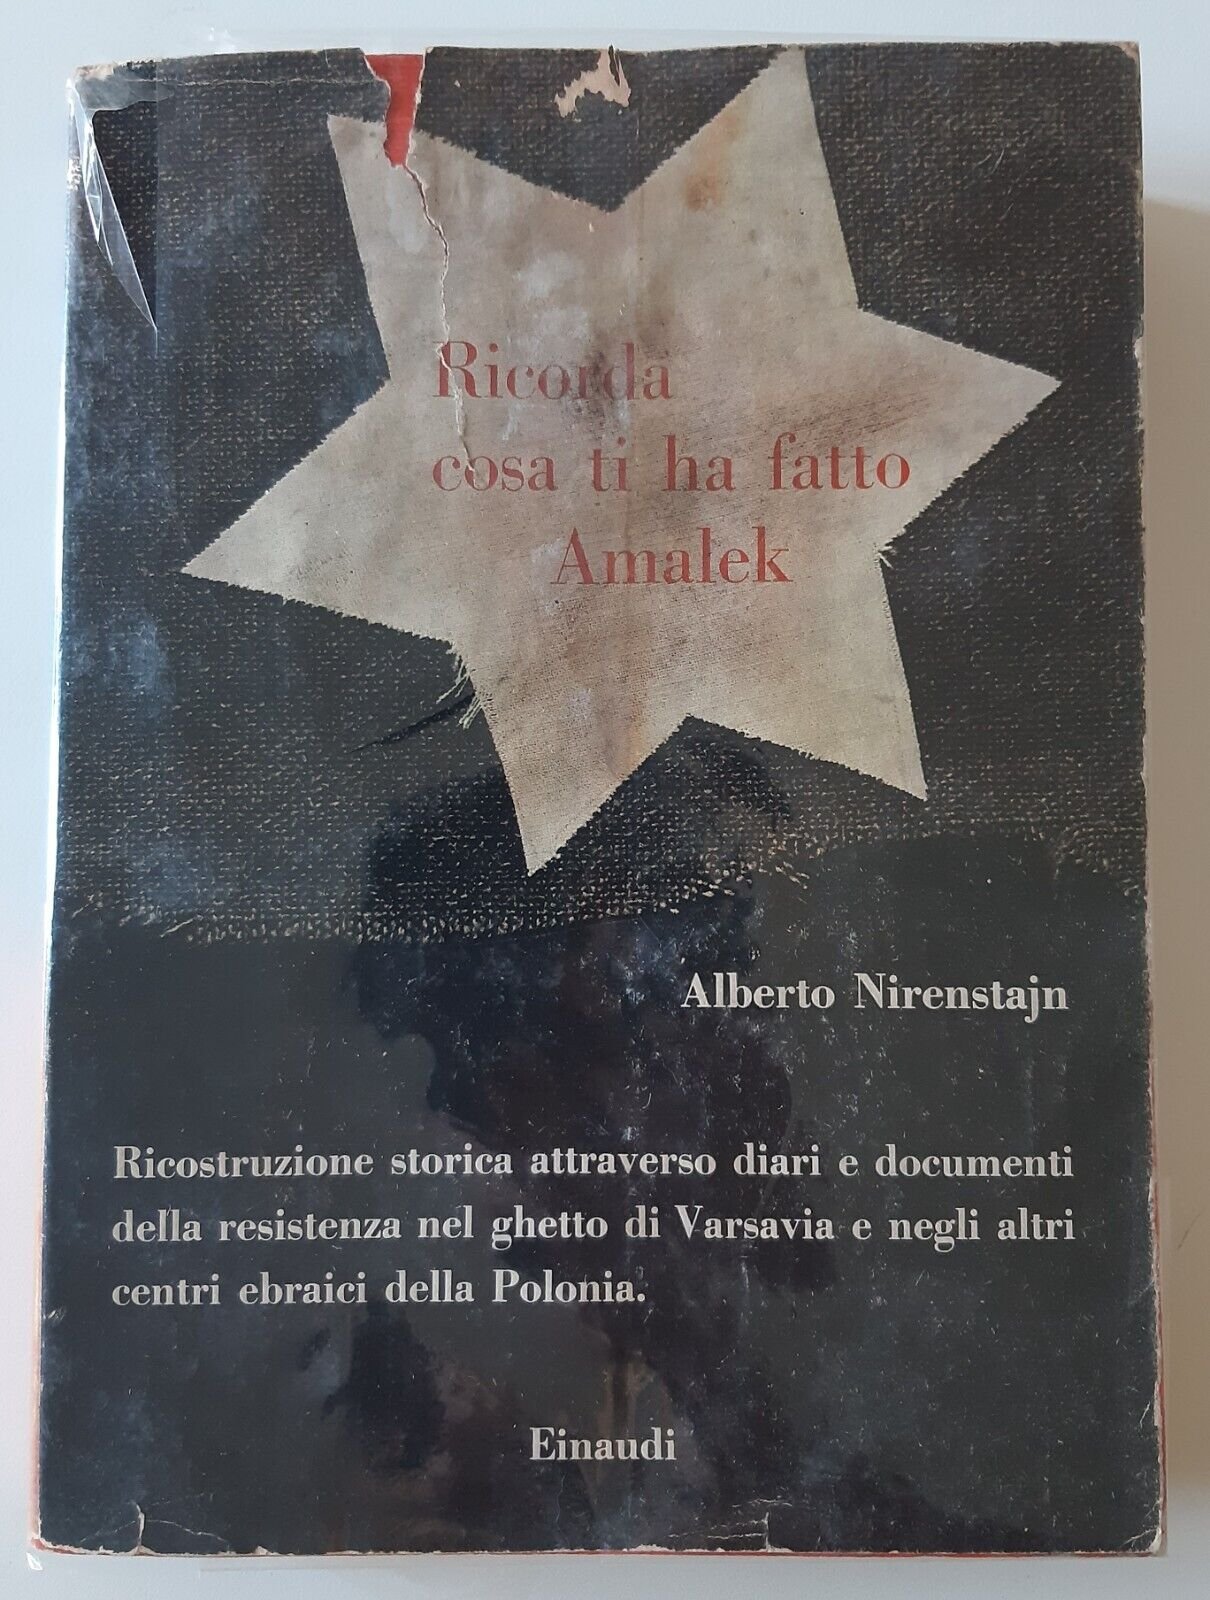 Ricorda
cosa ti ha fatto
Amalek
Alberto Nirenstajn
Ricostruzione storica attraverso diari e documenti
della resistenza nel ghetto di Varsavia e negli altri
centri ebraici della Polonia.
Einaudi